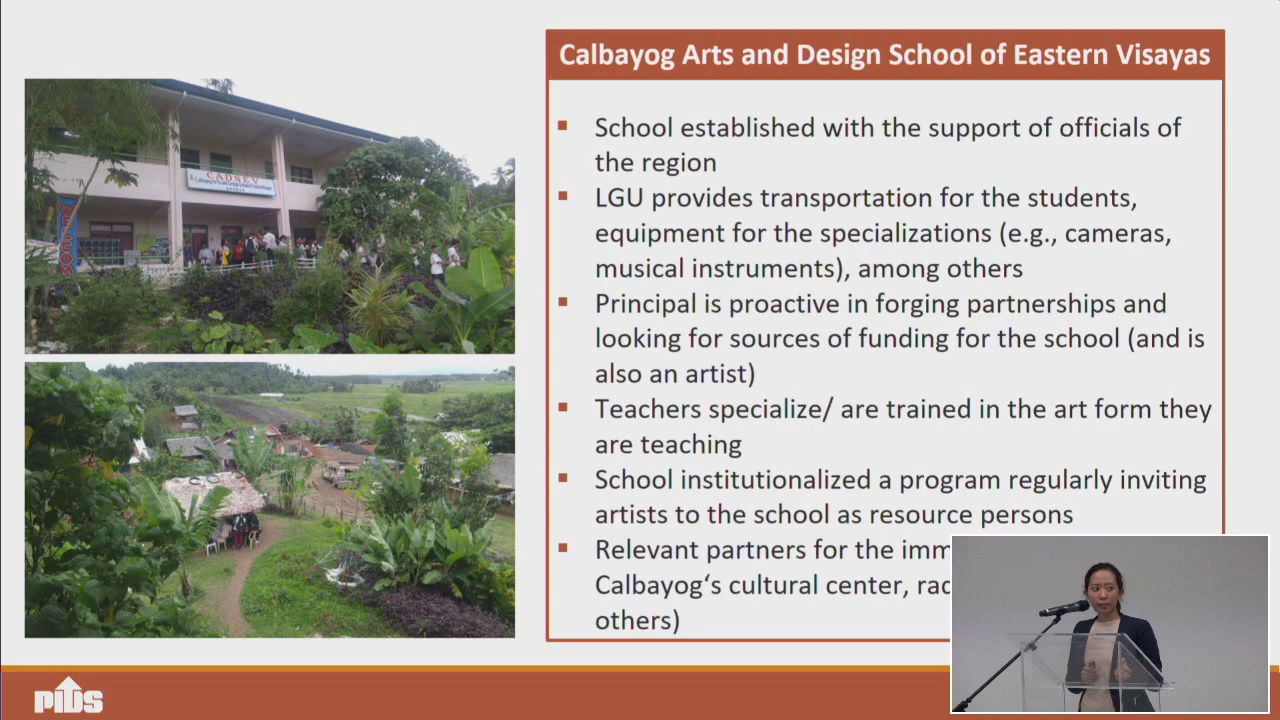 Calbayog Arts and Design School of Eastern Visayas
School established with the support of officials of
the region
LGU provides transportation for the students,
equipment for the specializations (e.g., cameras,
musical instruments), among others
Principal is proactive in forging partnerships and
looking for sources of funding for the school (and is
also an artist)
Teachers specialize/ are trained in the art form they
are teaching
School institutionalized a program regularly inviting
artists to the school as resource persons
Relevant partners for the imm
Calbayog‘s cultural center, rad
others)
CADSEV
PIDS